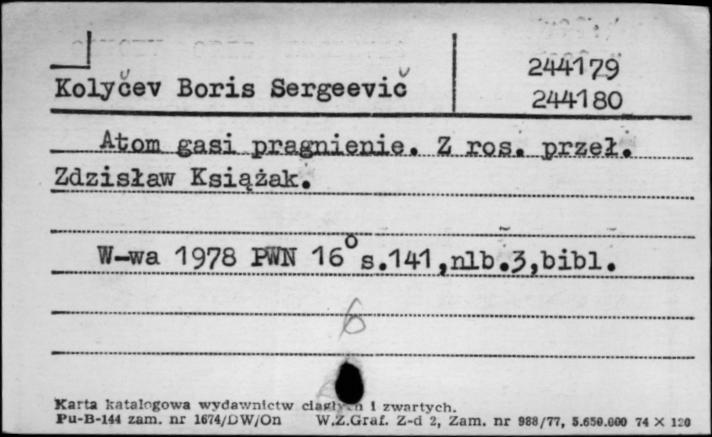 244179
Kolyčev Boris Sergeevič
244180
Atom gasi pragnienie. Z ros. przeł.
Zdzisław Książak.
W-wa 1978 PWN 16° s.141,nlb.3,bibl.
6
Karta katalogowa wydawnictw ciągłych i zwartych.
Pu-B-144 zam. nr 1674/DW/On W.Z.Graf. Z-d 2, Zam. nr 988/77, 5.650.000 74 × 120